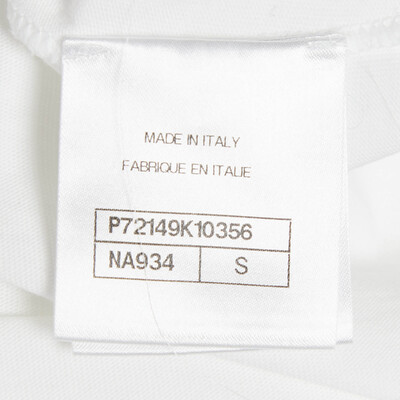 MADE IN ITALY
FABRIQUE EN ITALIE
P72149K10356
NA934 S